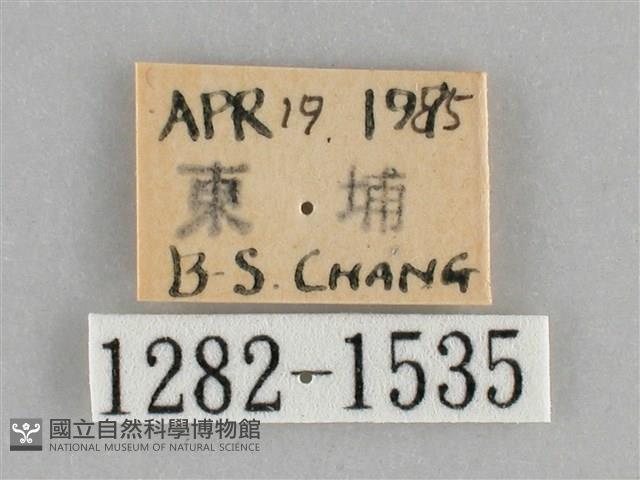 APR 19. 1985
東 埔
B-S. CHANG
1282-1535
國立自然科學博物館
NATIONAL MUSEUM OF NATURAL SCIENCE